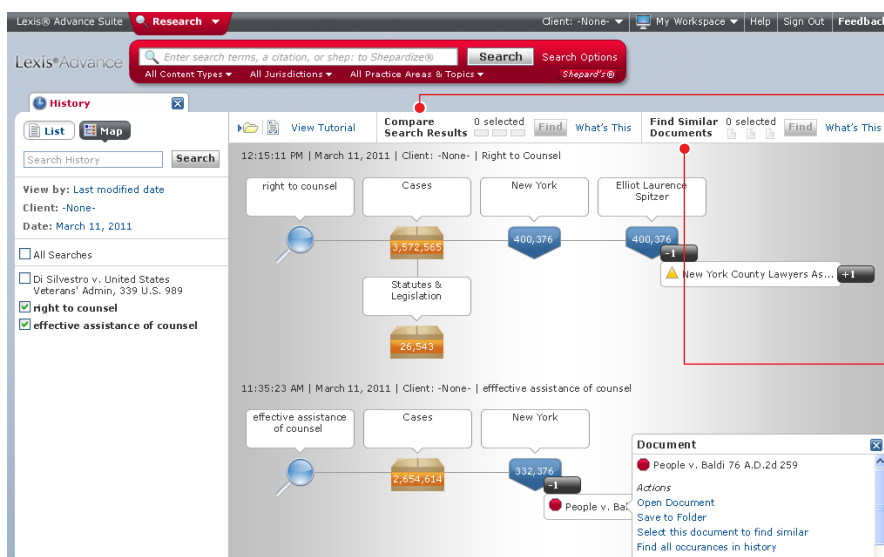 Lexis® Advance Suite
Research
Client: -None-
My Workspace
Help
Sign Out
Feedback
Lexis®Advance
Enter search terms, a citation, or shep: to Shepardize®
Search
Search Options
All Content Types
All Jurisdictions
All Practice Areas & Topics
Shepard's®
History
List
Map
View Tutorial
Compare
Search Results
0 selected
Find
What's This
Find Similar
Documents
0 selected
Find
What's This
Search History
Search
View by: Last modified date
Client: -None-
Date: March 11, 2011
All Searches
Di Silvestro v. United States
Veterans' Admin, 339 U.S. 989
right to counsel
effective assistance of counsel
12:15:11 PM | March 11, 2011 | Client: -None- | Right to Counsel
right to counsel
Cases
New York
Elliot Laurence
Spitzer
3,572,565
400,376
400,376
-1
New York County Lawyers As...
+1
Statutes &
Legislation
26,543
11:35:23 AM | March 11, 2011 | Client: -None- | efffective assistance of counsel
effective assistance
of counsel
Cases
New York
2,654,614
332,376
-1
People v. Bal
Document
People v. Baldi 76 A.D.2d 259
Actions
Open Document
Save to Folder
Select this document to find similar
Find all occurances in history